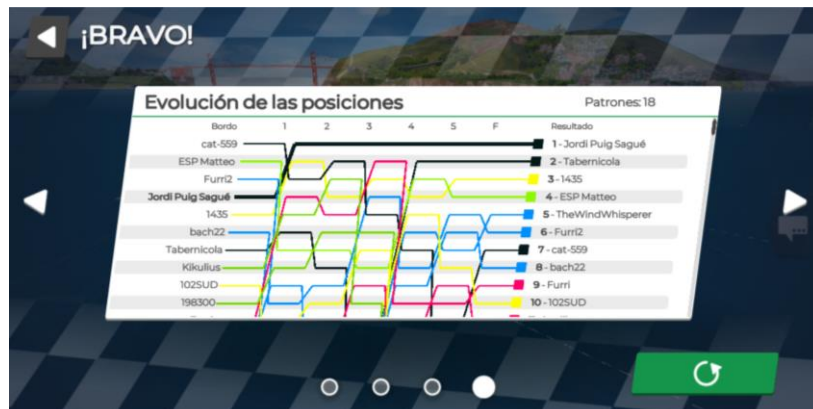 ¡BRAVO!
Evolución de las posiciones
Patrones: 18
Bordo 1 2 3 4 5 F Resultado
cat-559 1 - Jordi Puig Sagué
ESP Matteo 2 - Tabernicola
Furri2 3 - 1435
Jordi Puig Sagué 4 - ESP Matteo
1435 5 - TheWindWhisperer
bach22 6 - Furri2
Tabernicola 7 - cat-559
Kikulius 8 - bach22
102SUD 9 - Furri
198300 10 - 102SUD